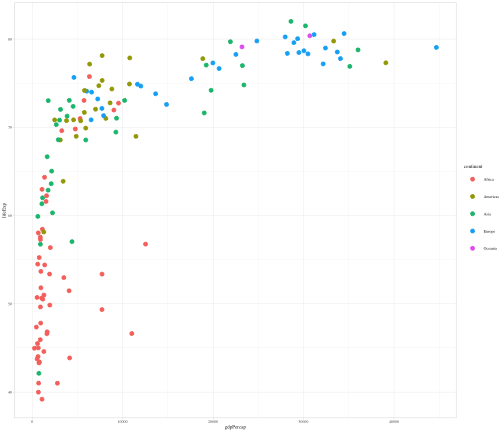 lifeExp
80
70
60
50
40
0
10000
20000
30000
40000
gdpPercap
continent
Africa
Americas
Asia
Europe
Oceania